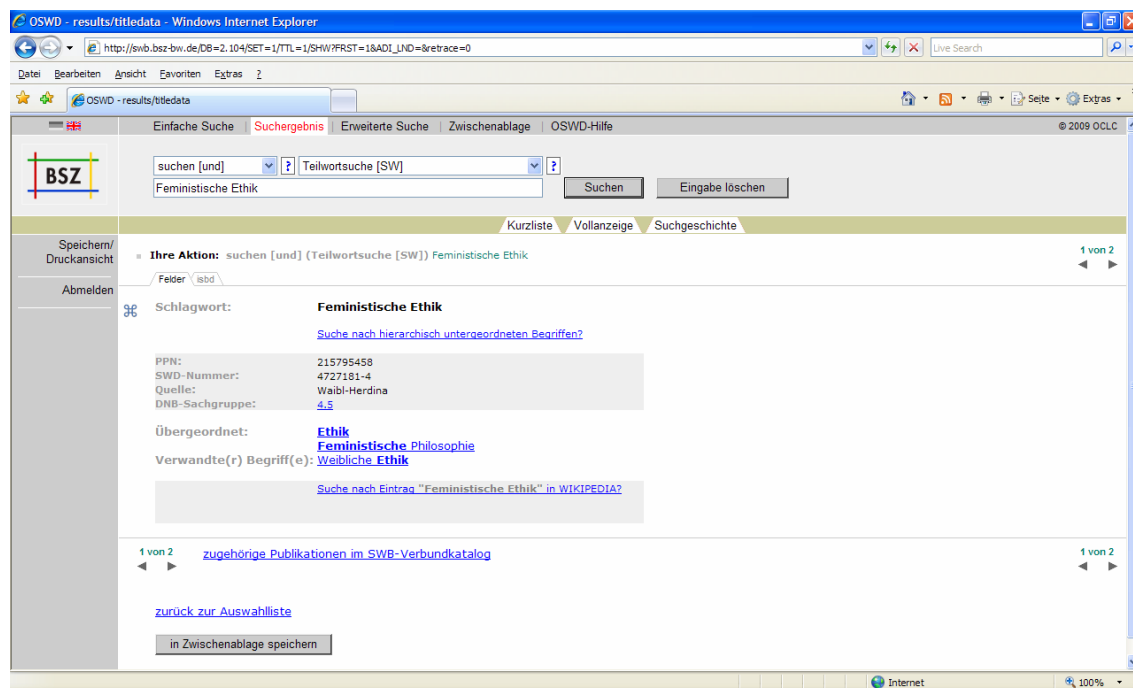 OSWD - results/titledata - Windows Internet Explorer
http://swb.bsz-bw.de/DB=2.104/SET=1/TTL=1/SHW?FRST=1&ADI_LND=&retrace=0
Live Search
Datei Bearbeiten Ansicht Favoriten Extras ?
OSWD - results/titledata
Seite Extras
Einfache Suche | Suchergebnis | Erweiterte Suche | Zwischenablage | OSWD-Hilfe
© 2009 OCLC
BSZ
suchen [und] ? Teilwortsuche [SW] ?
Feministische Ethik Suchen Eingabe löschen
Kurzliste Vollanzeige Suchgeschichte
Speichern/
Druckansicht
Abmelden
Ihre Aktion: suchen [und] (Teilwortsuche [SW]) Feministische Ethik
1 von 2
Felder isbd
Schlagwort: Feministische Ethik
Suche nach hierarchisch untergeordneten Begriffen?
PPN: 215795458
SWD-Nummer: 4727181-4
Quelle: Waibl-Herdina
DNB-Sachgruppe: 4.5
Übergeordnet: Ethik
Feministische Philosophie
Verwandte(r) Begriff(e): Weibliche Ethik
Suche nach Eintrag "Feministische Ethik" in WIKIPEDIA?
1 von 2 zugehörige Publikationen im SWB-Verbundkatalog 1 von 2
zurück zur Auswahlliste
in Zwischenablage speichern
Internet 100%